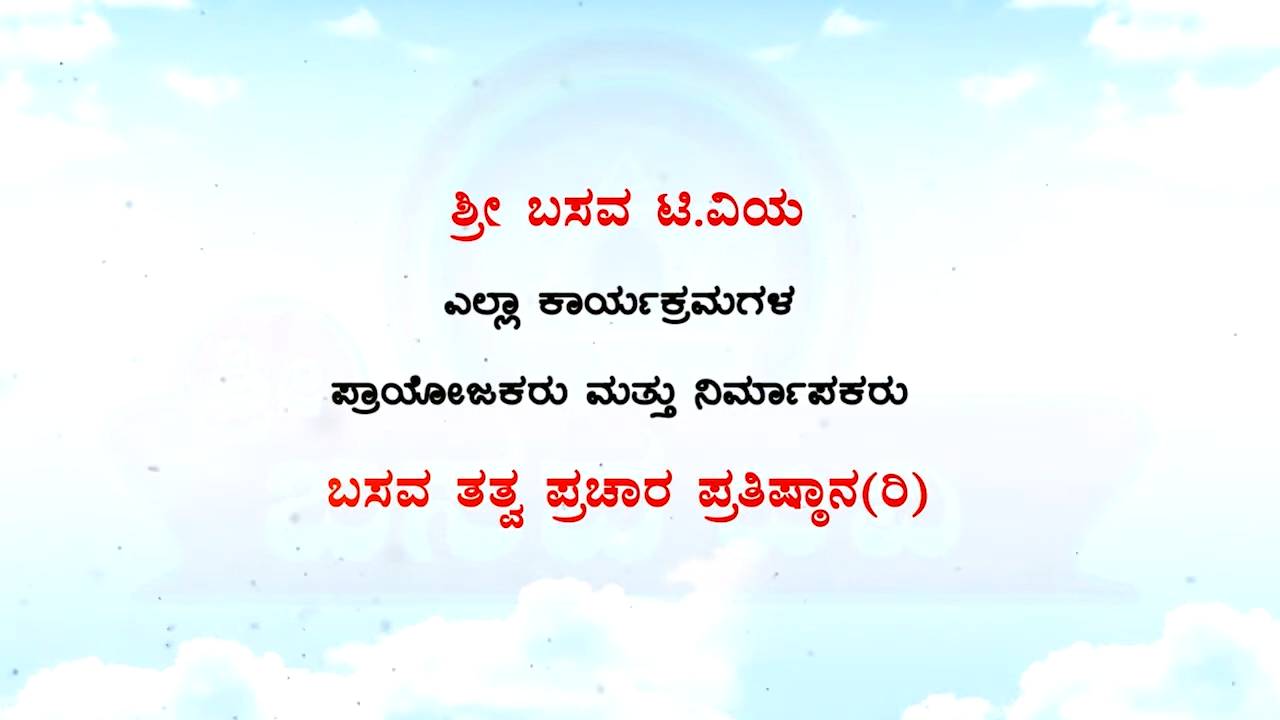 ಶ್ರೀ ಬಸವ ಟಿ.ವಿಯ
ಎಲ್ಲಾ ಕಾರ್ಯಕ್ರಮಗಳ
ಪ್ರಾಯೋಜಕರು ಮತ್ತು ನಿರ್ಮಾಪಕರು
ಬಸವ ತತ್ವ ಪ್ರಚಾರ ಪ್ರತಿಷ್ಠಾನ(ರಿ)